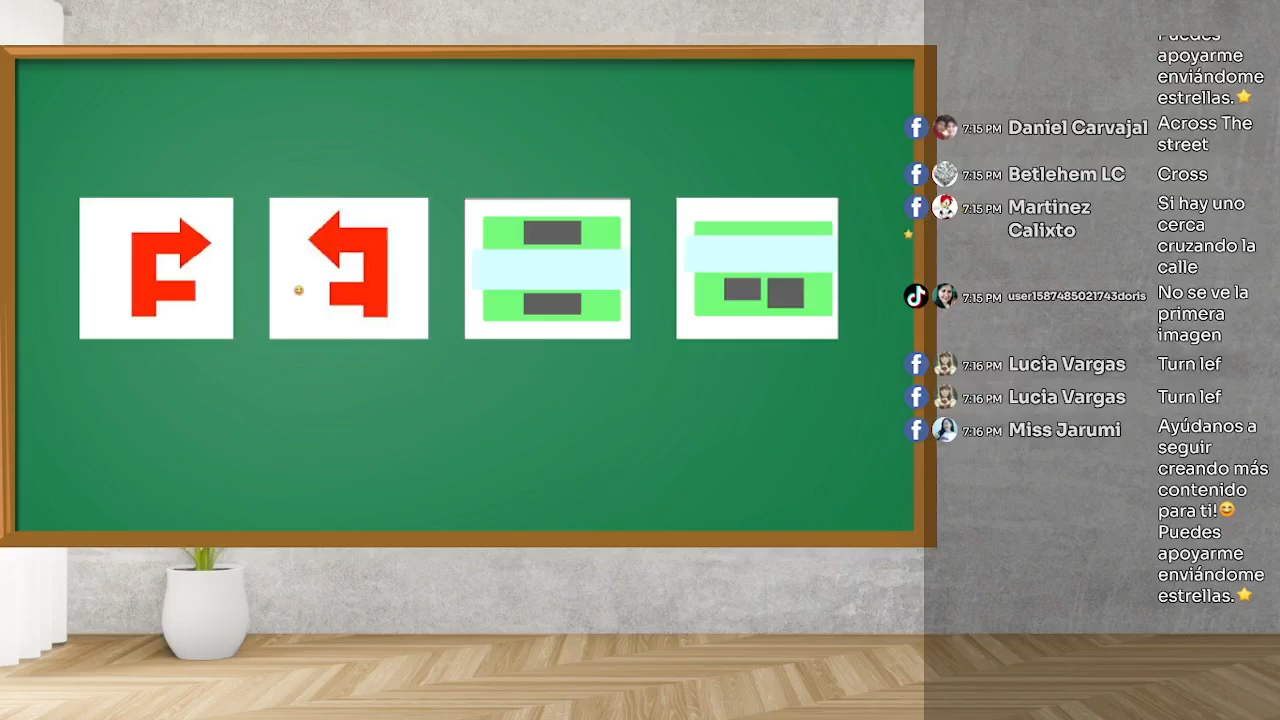 Puedes
apoyarme
enviándome
estrellas.⭐
7:15 PM Daniel Carvajal Across The
street
7:15 PM Betlehem LC Cross
7:15 PM Martinez Calixto Si hay uno
cerca
cruzando la
calle
7:15 PM user1587485021743doris No se ve la
primera
imagen
7:16 PM Lucia Vargas Turn lef
7:16 PM Lucia Vargas Turn lef
7:16 PM Miss Jarumi Ayúdanos a
seguir
creando más
contenido
para ti!😊
Puedes
apoyarme
enviándome
estrellas.⭐